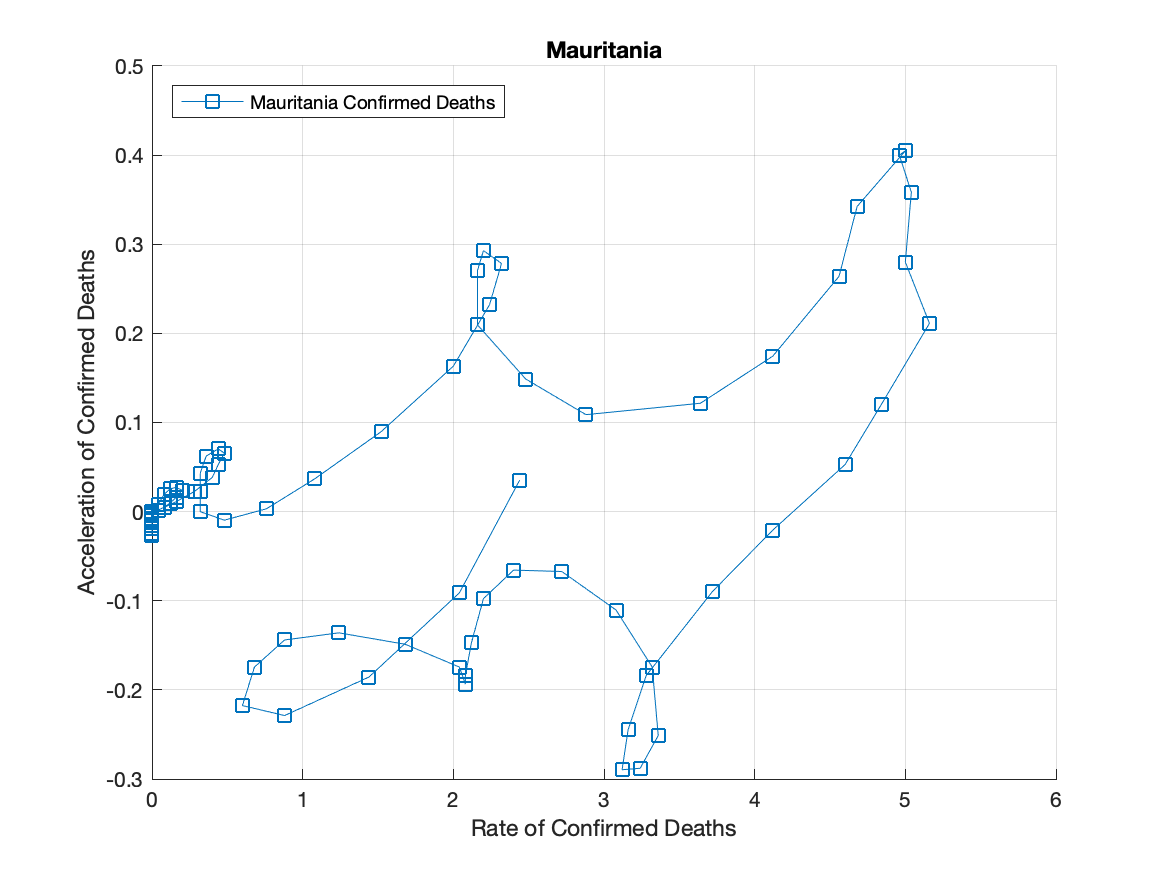 Mauritania
Mauritania Confirmed Deaths
Acceleration of Confirmed Deaths
0.5
0.4
0.3
0.2
0.1
0
-0.1
-0.2
-0.3
0 1 2 3 4 5 6
Rate of Confirmed Deaths